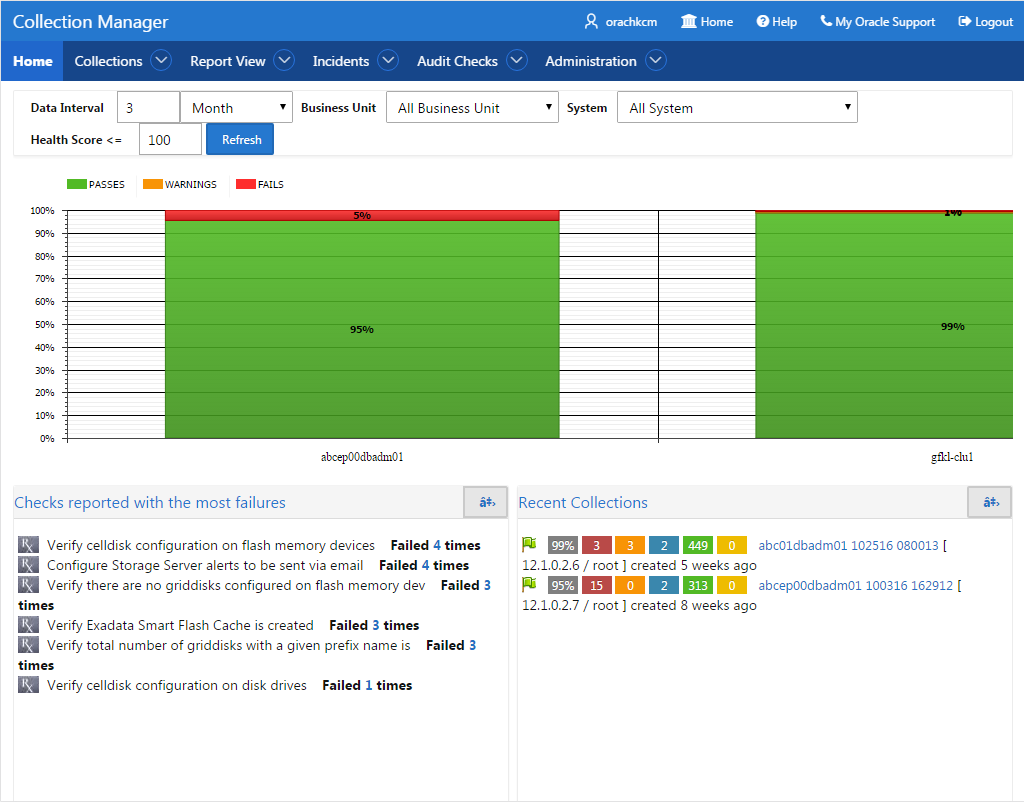 Collection Manager
orachkcm Home Help My Oracle Support Logout
Home Collections Report View Incidents Audit Checks Administration
Data Interval 3 Month Business Unit All Business Unit System All System
Health Score <= 100 Refresh
PASSES WARNINGS FAILS
100%
5% 1%
90%
80%
70%
60%
50%
95% 99%
40%
30%
20%
10%
0%
abcep00dbadm01 gfkl-clu1
Checks reported with the most failures
Verify celldisk configuration on flash memory devices Failed 4 times
Configure Storage Server alerts to be sent via email Failed 4 times
Verify there are no griddisks configured on flash memory dev Failed 3
times
Verify Exadata Smart Flash Cache is created Failed 3 times
Verify total number of griddisks with a given prefix name is Failed 3
times
Verify celldisk configuration on disk drives Failed 1 times
Recent Collections
99% 3 3 2 449 0 abc01dbadm01 102516 080013 [
12.1.0.2.6 / root ] created 5 weeks ago
95% 15 0 2 313 0 abcep00dbadm01 100316 162912 [
12.1.0.2.7 / root ] created 8 weeks ago